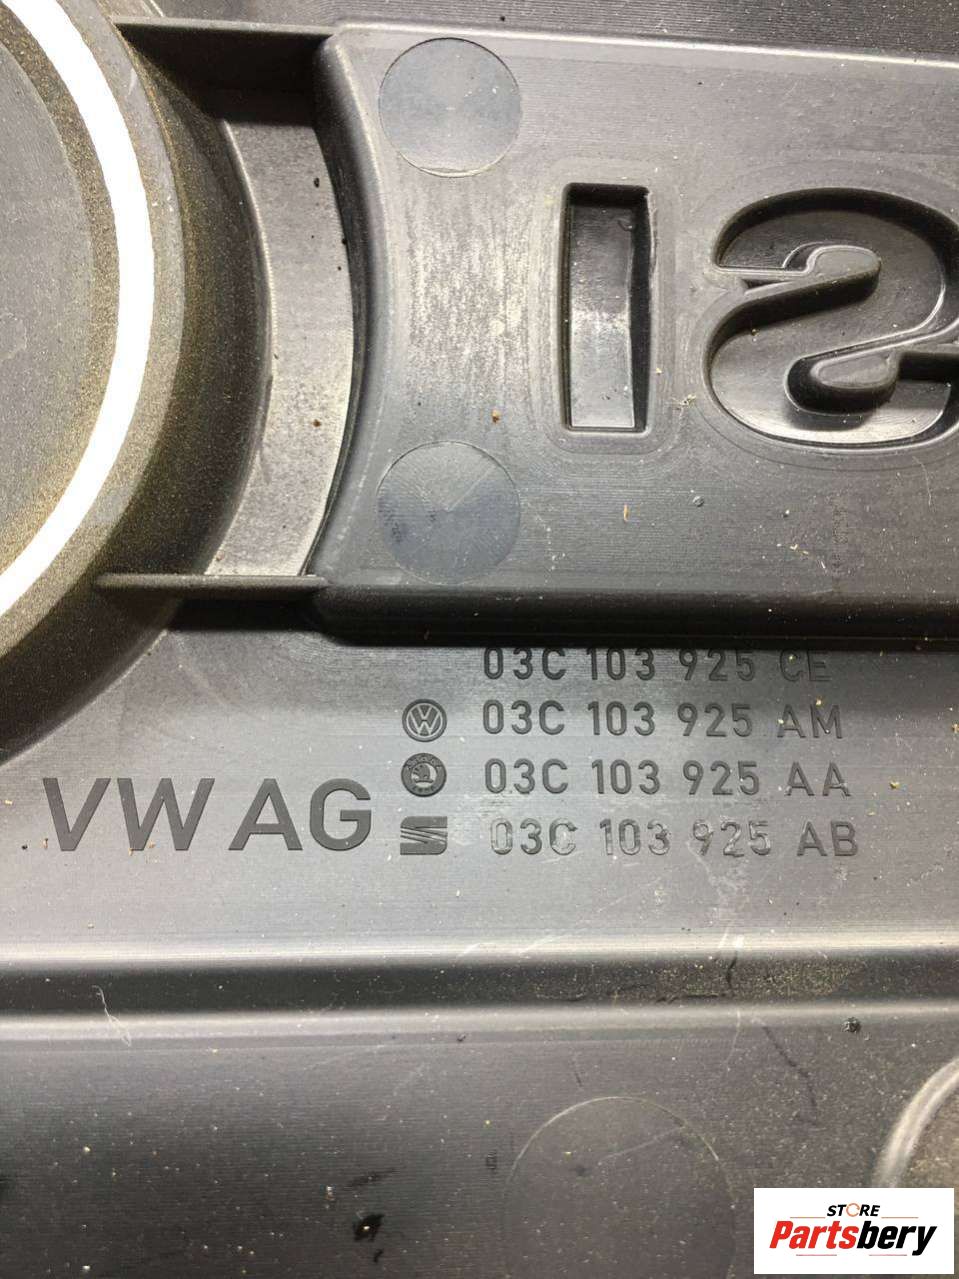 03C 103 925 CE
03C 103 925 AM
03C 103 925 AA
VW AG
03C 103 925 AB
STORE
Partsbery